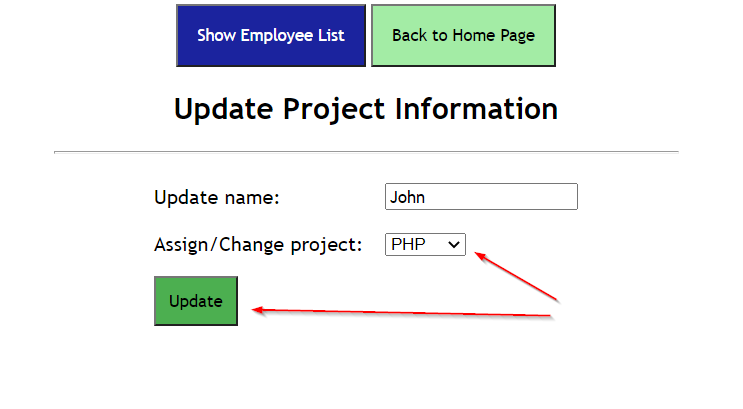 Show Employee List Back to Home Page
Update Project Information
Update name: John
Assign/Change project: PHP
Update